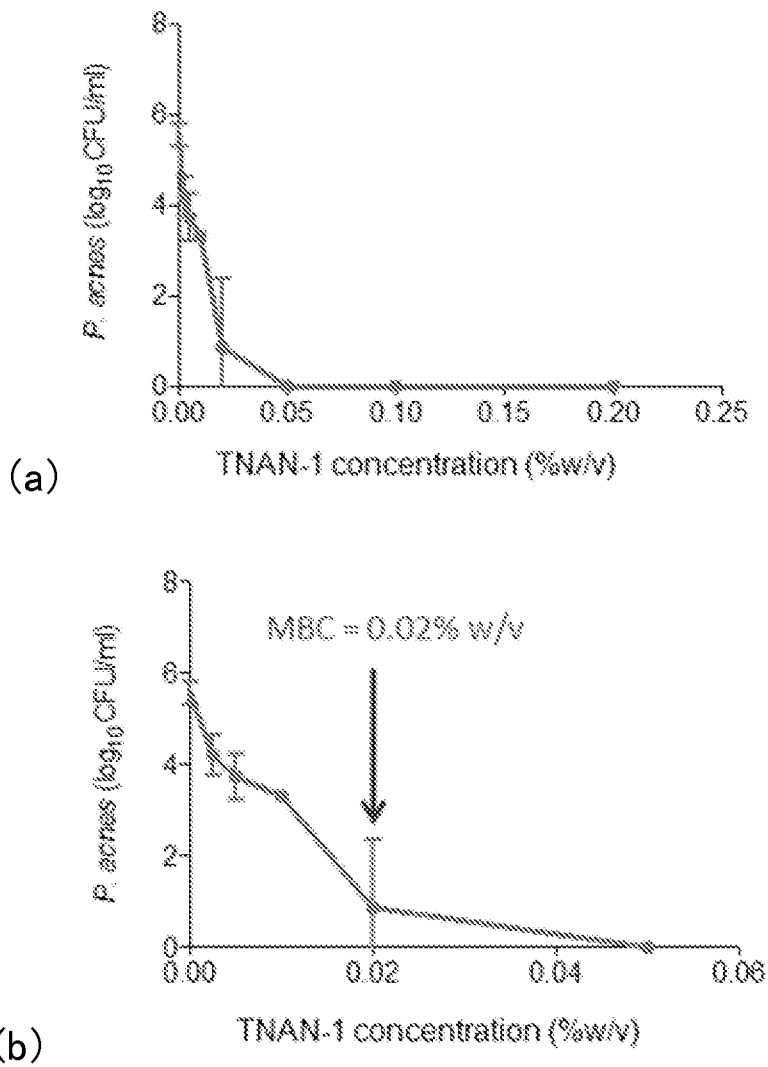 8
6
4
2
0
P. acnes (log10 CFU/ml)
0.00 0.05 0.10 0.15 0.20 0.25
TNAN-1 concentration (%w/v)
(a)
8
6
4
2
0
P. acnes (log10 CFU/ml)
MBC = 0.02% w/v
0.00 0.02 0.04 0.06
TNAN-1 concentration (%w/v)
(b)